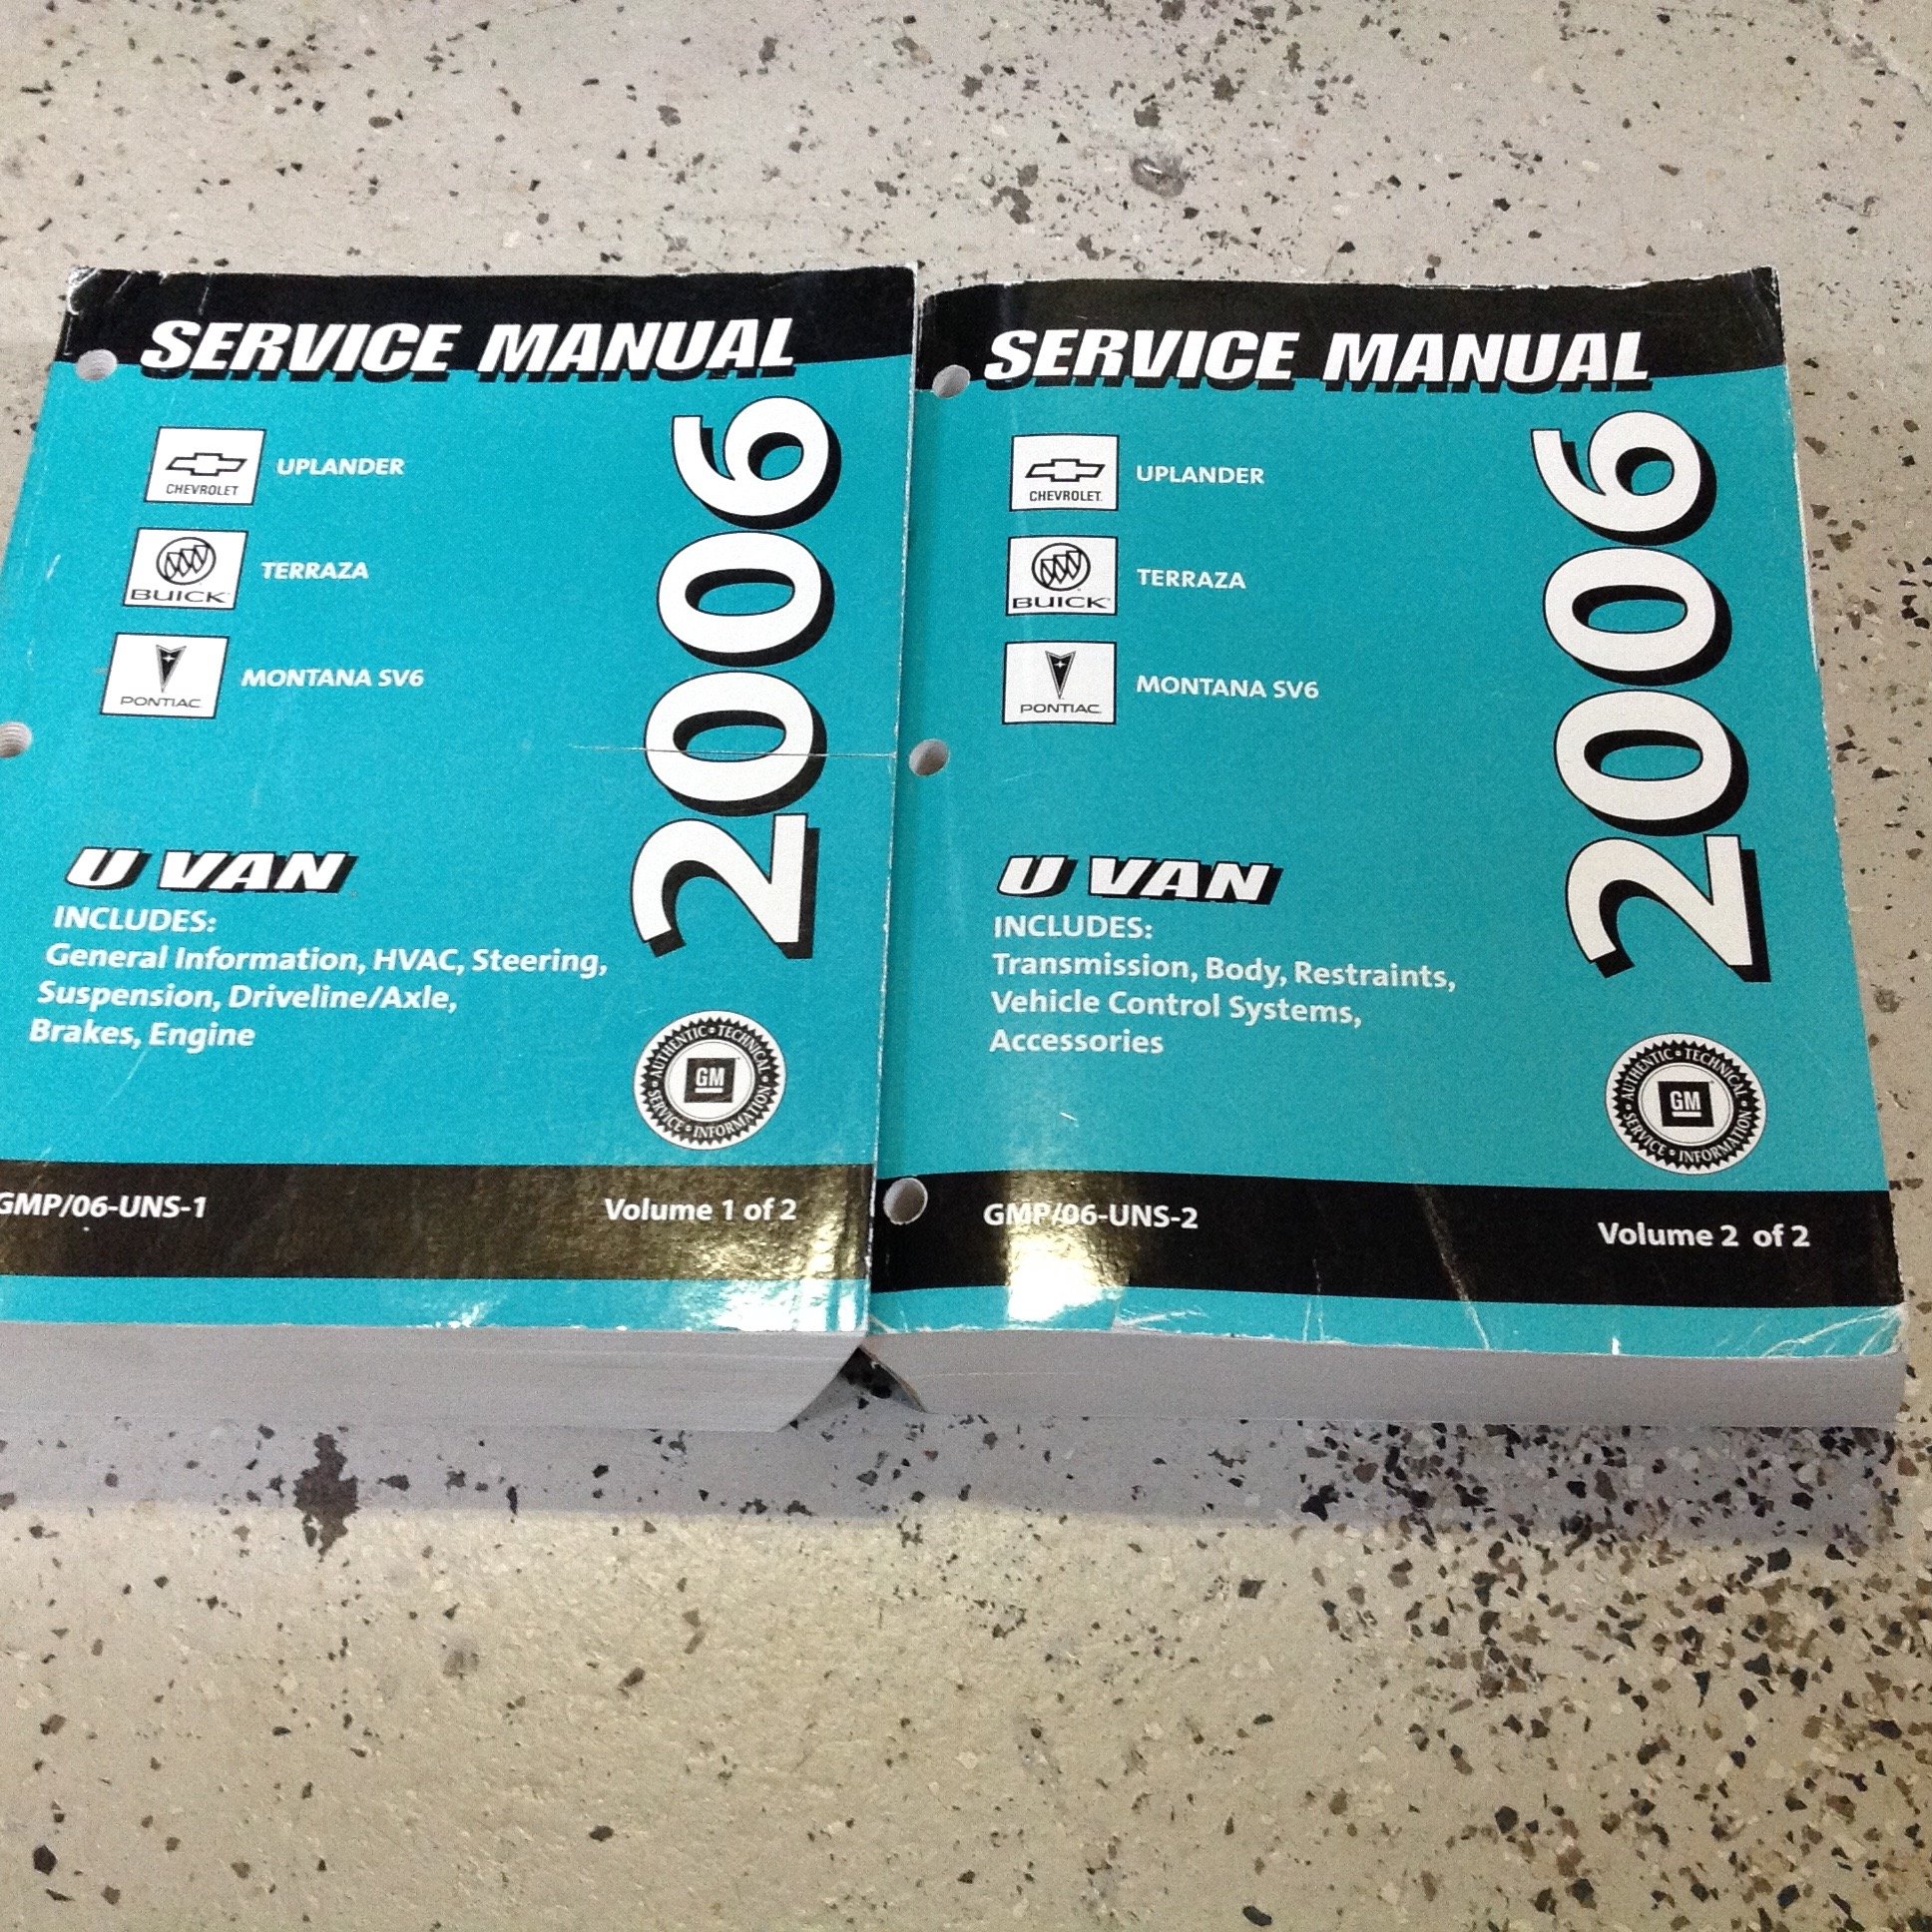 SERVICE MANUAL
CHEVROLET
UPLANDER
BUICK
TERRAZA
PONTIAC
MONTANA SV6
2006
U VAN
INCLUDES:
General Information, HVAC, Steering,
Suspension, Driveline/Axle,
Brakes, Engine
AUTHENTIC • TECHNICAL • SERVICE • INFORMATION
GM
GMP/06-UNS-1
Volume 1 of 2
SERVICE MANUAL
CHEVROLET
UPLANDER
BUICK
TERRAZA
PONTIAC
MONTANA SV6
2006
U VAN
INCLUDES:
Transmission, Body, Restraints,
Vehicle Control Systems,
Accessories
AUTHENTIC • TECHNICAL • SERVICE • INFORMATION
GM
GMP/06-UNS-2
Volume 2 of 2